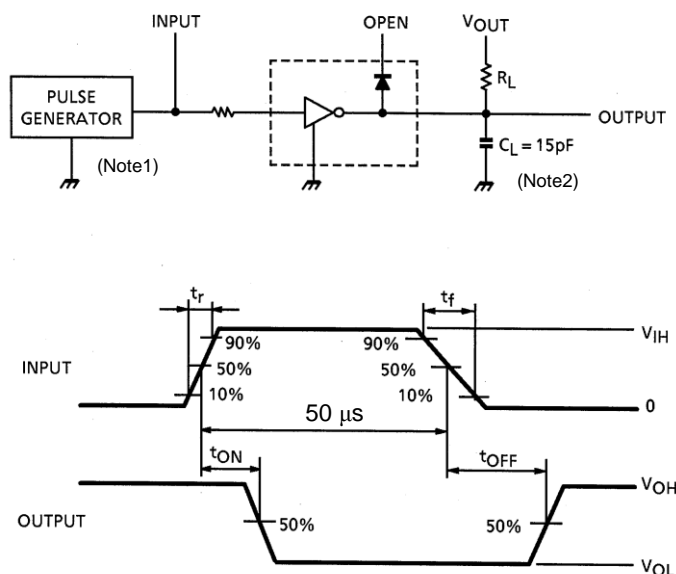 INPUT
OPEN
VOUT
PULSE
GENERATOR
RL
OUTPUT
CL = 15pF
(Note1)
(Note2)
tr
tf
VIH
90%
90%
INPUT
50%
50%
10%
10%
0
50 μs
tON
tOFF
VOH
OUTPUT
50%
50%
VOL